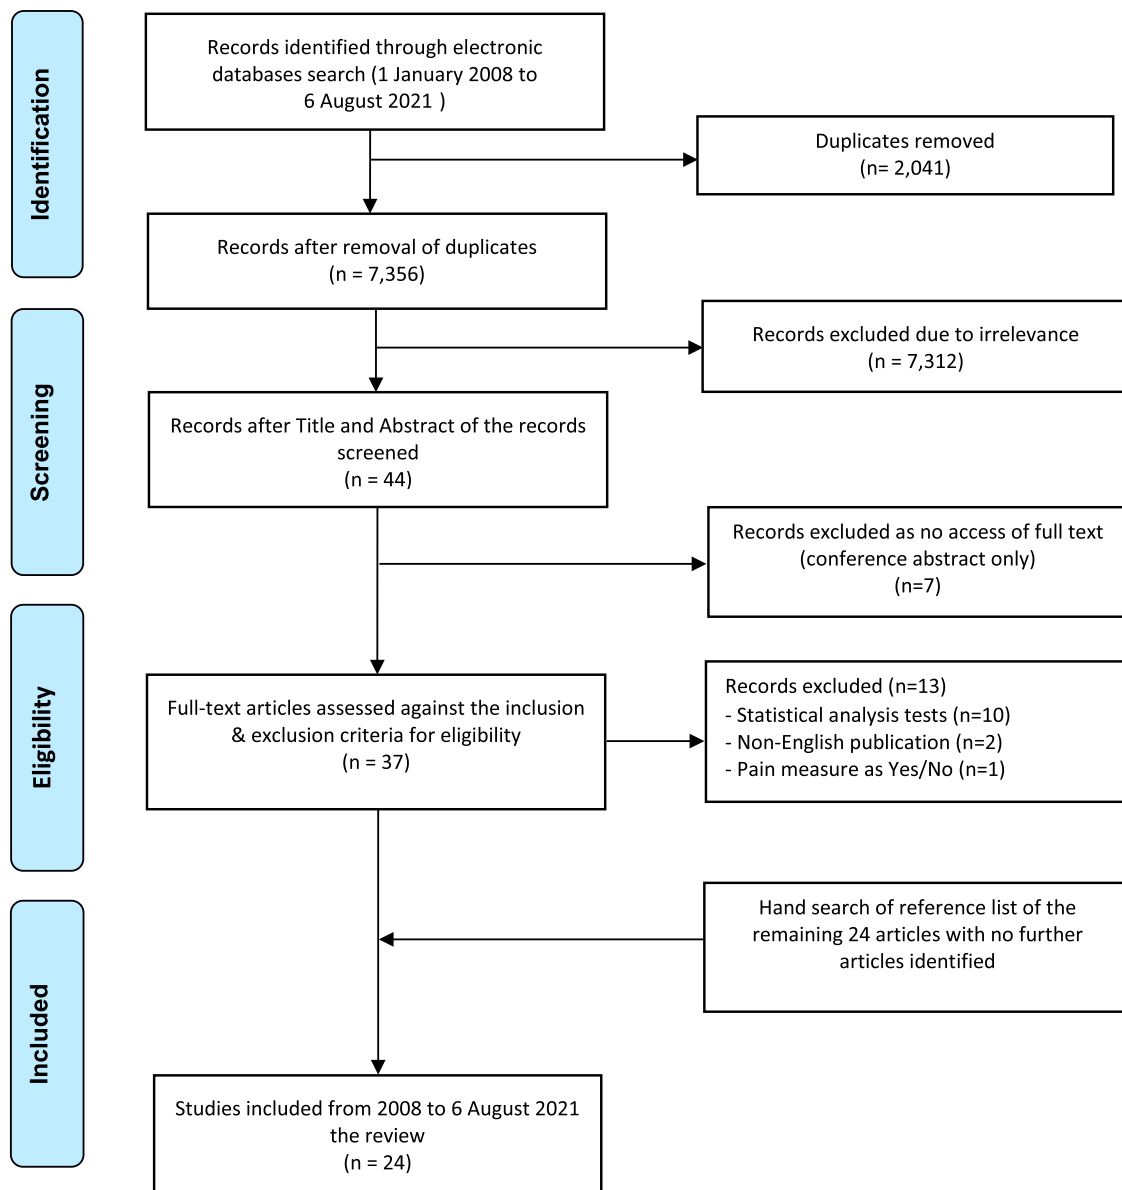 Identification
Records identified through electronic
databases search (1 January 2008 to
6 August 2021 )
Duplicates removed
(n= 2,041)
Records after removal of duplicates
(n = 7,356)
Screening
Records excluded due to irrelevance
(n = 7,312)
Records after Title and Abstract of the records
screened
(n = 44)
Records excluded as no access of full text
(conference abstract only)
(n=7)
Eligibility
Full-text articles assessed against the inclusion
& exclusion criteria for eligibility
(n = 37)
Records excluded (n=13)
- Statistical analysis tests (n=10)
- Non-English publication (n=2)
- Pain measure as Yes/No (n=1)
Included
Hand search of reference list of the
remaining 24 articles with no further
articles identified
Studies included from 2008 to 6 August 2021
the review
(n = 24)